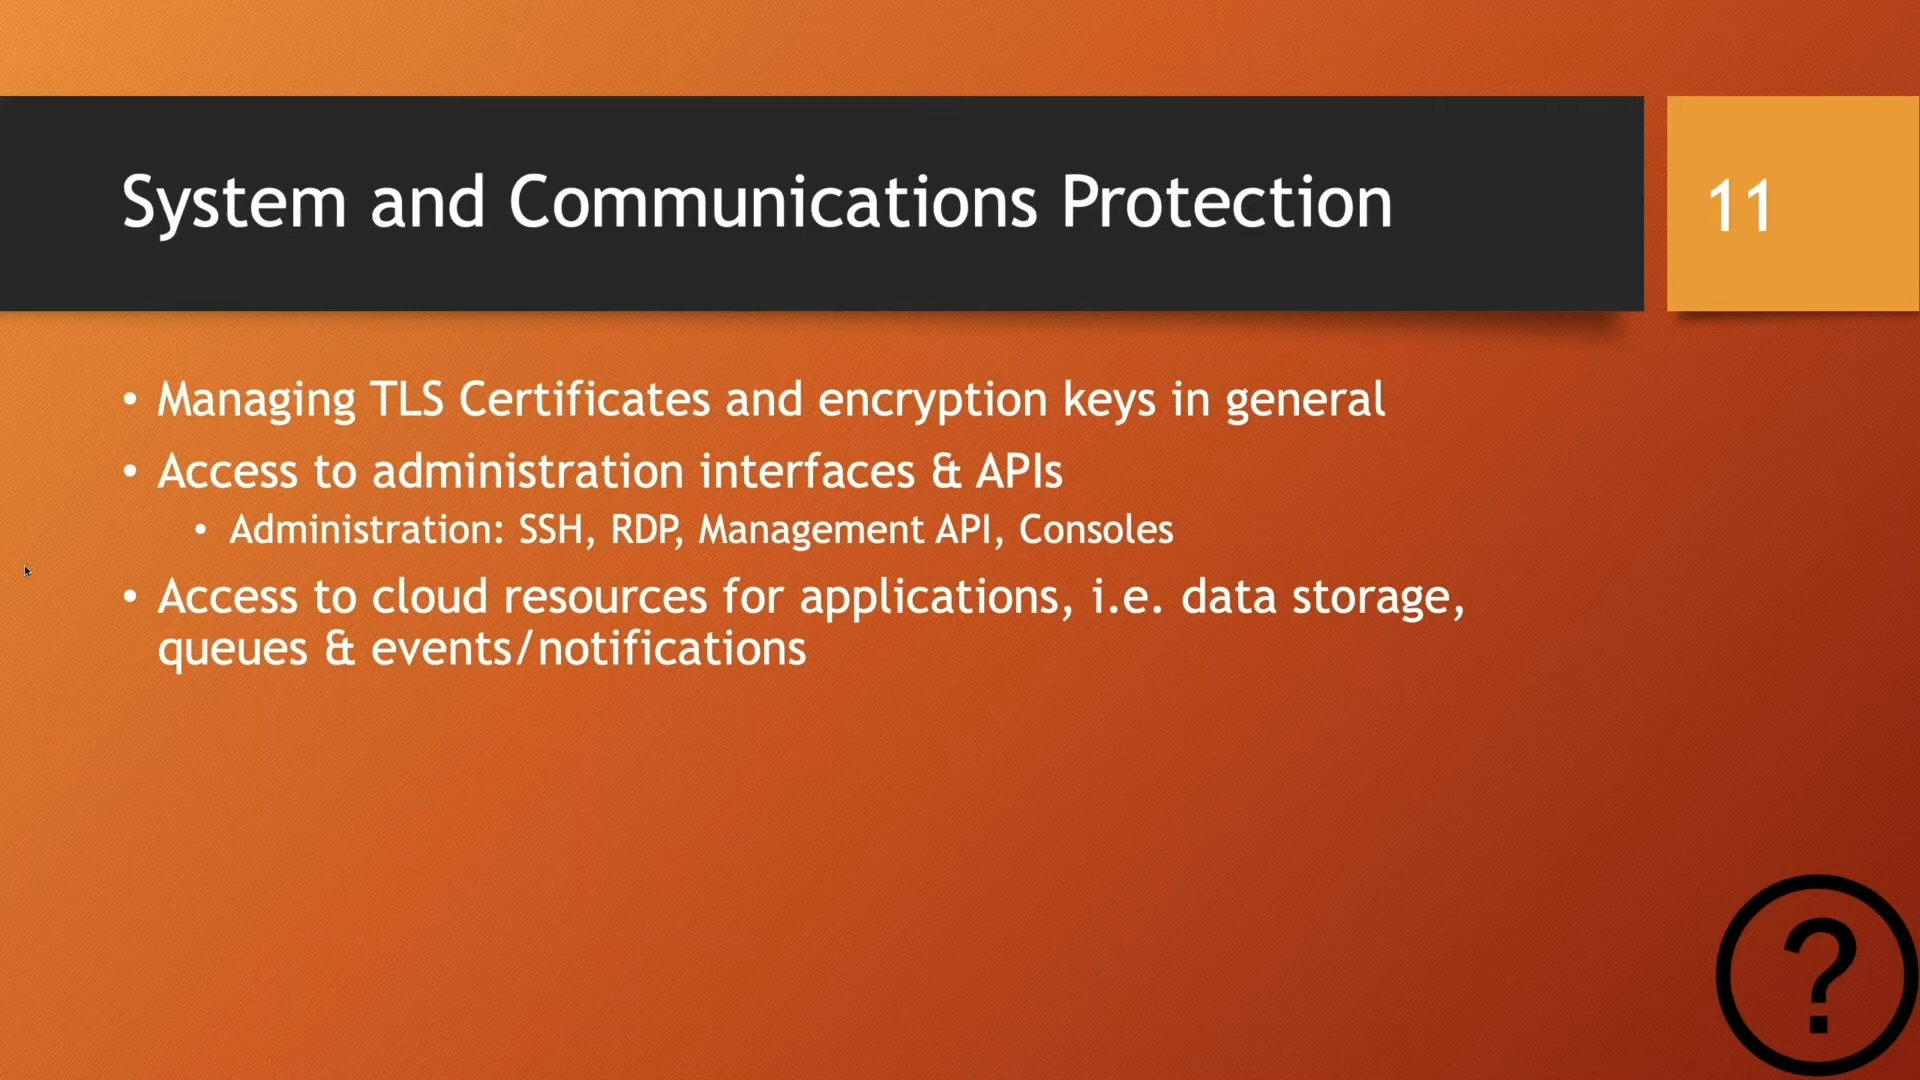 System and Communications Protection
11
• Managing TLS Certificates and encryption keys in general
• Access to administration interfaces & APIs
• Administration: SSH, RDP, Management API, Consoles
• Access to cloud resources for applications, i.e. data storage,
queues & events/notifications
?